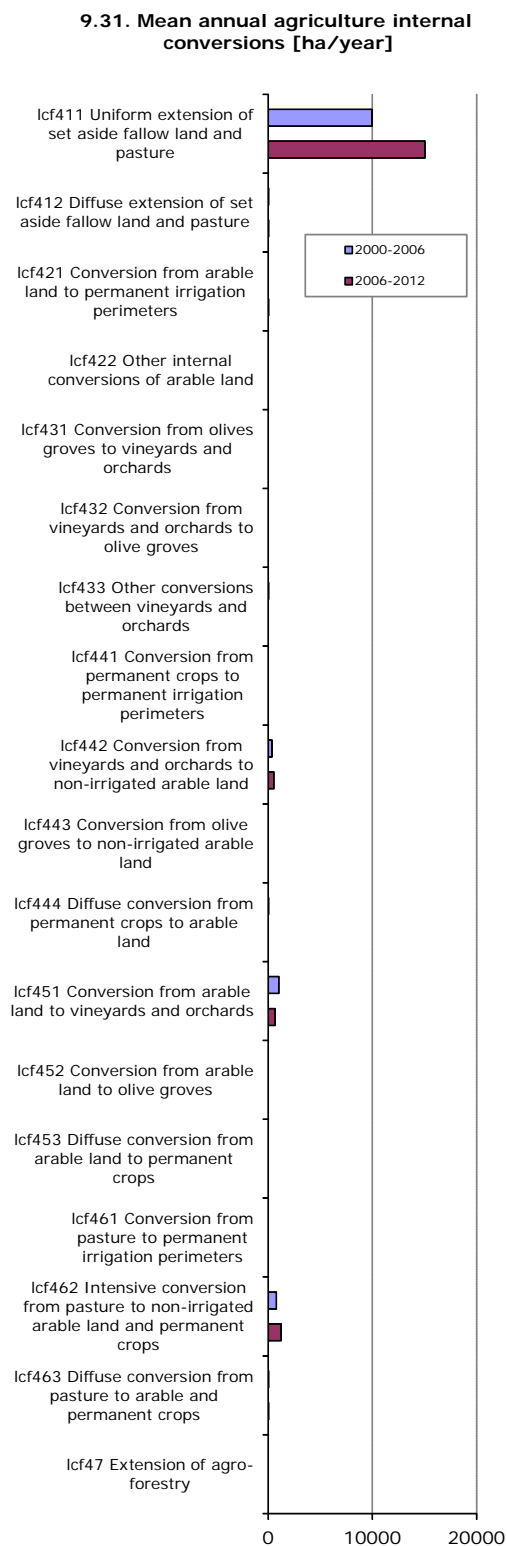 9.31. Mean annual agriculture internal
conversions [ha/year]
lcf411 Uniform extension of
set aside fallow land and
pasture
lcf412 Diffuse extension of set
aside fallow land and pasture
2000-2006
2006-2012
lcf421 Conversion from arable
land to permanent irrigation
perimeters
lcf422 Other internal
conversions of arable land
lcf431 Conversion from olives
groves to vineyards and
orchards
lcf432 Conversion from
vineyards and orchards to
olive groves
lcf433 Other conversions
between vineyards and
orchards
lcf441 Conversion from
permanent crops to
permanent irrigation
perimeters
lcf442 Conversion from
vineyards and orchards to
non-irrigated arable land
lcf443 Conversion from olive
groves to non-irrigated arable
land
lcf444 Diffuse conversion from
permanent crops to arable
land
lcf451 Conversion from arable
land to vineyards and orchards
lcf452 Conversion from arable
land to olive groves
lcf453 Diffuse conversion from
arable land to permanent
crops
lcf461 Conversion from
pasture to permanent
irrigation perimeters
lcf462 Intensive conversion
from pasture to non-irrigated
arable land and permanent
crops
lcf463 Diffuse conversion from
pasture to arable and
permanent crops
lcf47 Extension of agro-
forestry
0 10000 20000